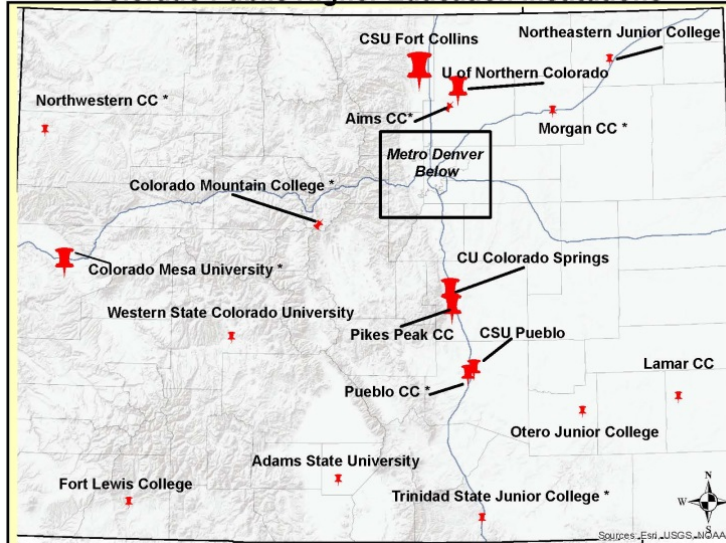 CSU Fort Collins
Northeastern Junior College
U of Northern Colorado
Northwestern CC *
Aims CC*
Morgan CC *
Metro Denver
Below
Colorado Mountain College *
CU Colorado Springs
Colorado Mesa University *
Western State Colorado University
Pikes Peak CC
CSU Pueblo
Lamar CC
Pueblo CC *
Otero Junior College
Adams State University
Fort Lewis College
Trinidad State Junior College *
N
W
E
S
Sources: Esri, USGS, NOAA